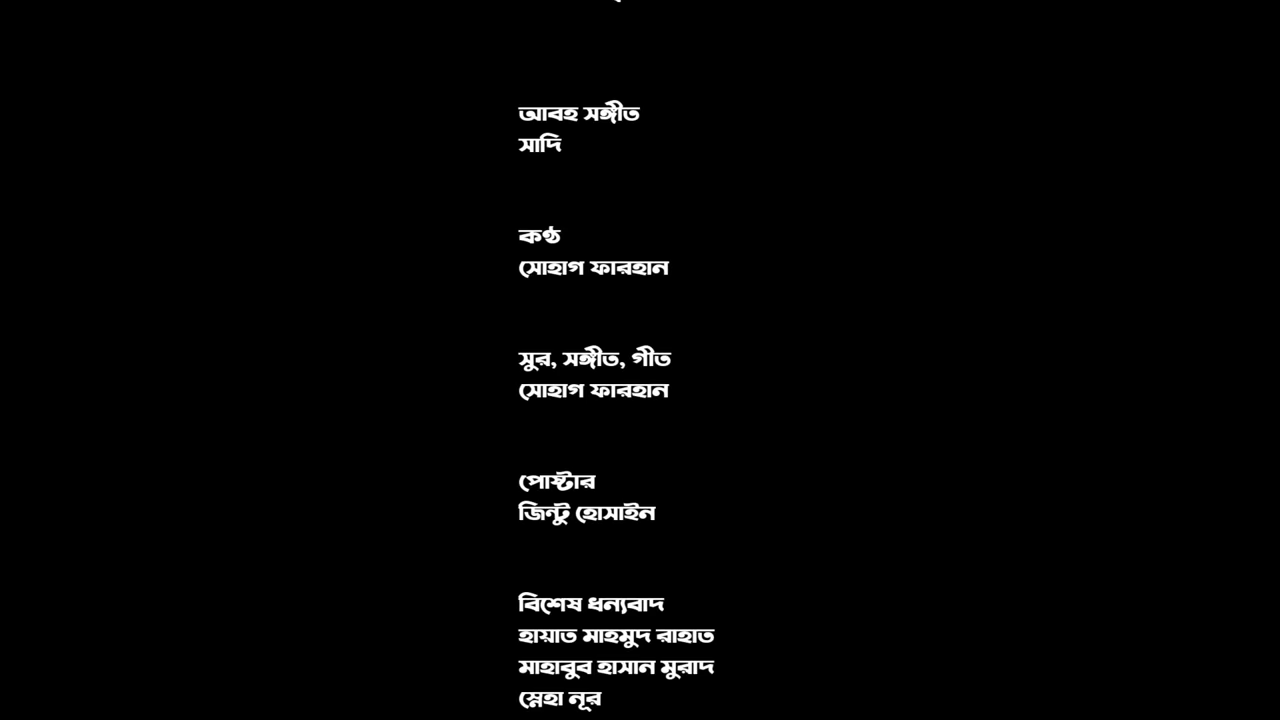 আবহ সঙ্গীত
সাদি
কণ্ঠ
সোহাগ ফারহান
সুর, সঙ্গীত, গীত
সোহাগ ফারহান
পোস্টার
জিন্টু হোসাইন
বিশেষ ধন্যবাদ
হায়াত মাহমুদ রাহাত
মাহাবুব হাসান মুরাদ
স্নেহা নূর